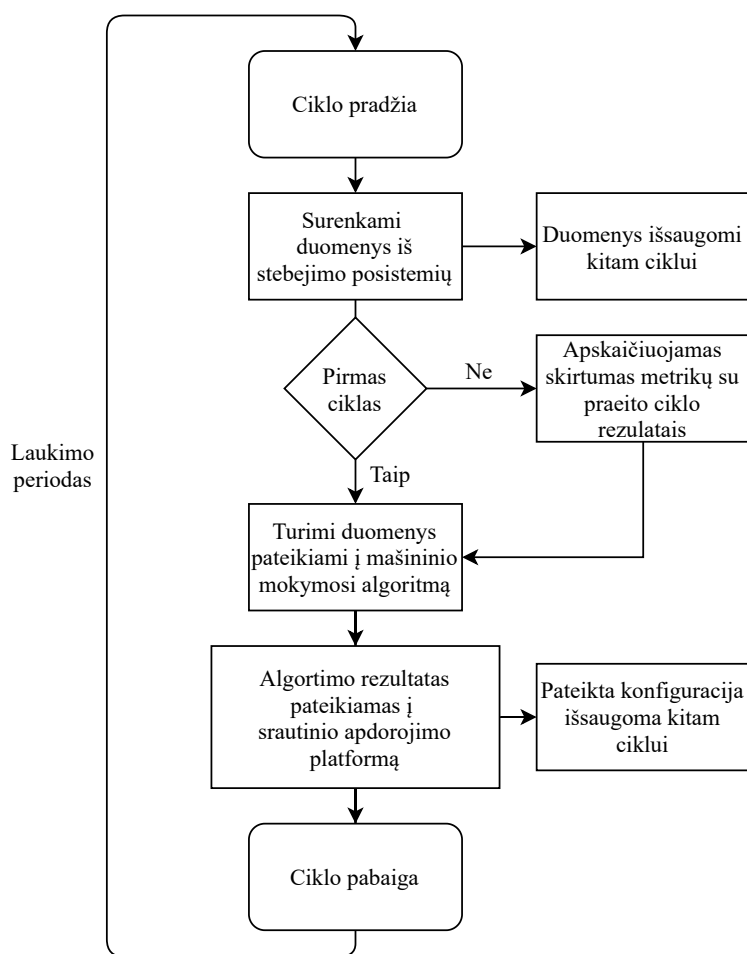 Ciklo pradžia
Surenkami
duomenys iš
stebejimo posistemių
Duomenys išsaugomi
kitam ciklui
Pirmas
ciklas
Ne
Apskaičiuojamas
skirtumas metrikų su
praeito ciklo
rezulatais
Laukimo
periodas
Taip
Turimi duomenys
pateikiami į mašininio
mokymosi algoritmą
Algortimo rezultatas
pateikiamas į
srautinio apdorojimo
platformą
Pateikta konfiguracija
išsaugoma kitam
ciklui
Ciklo pabaiga